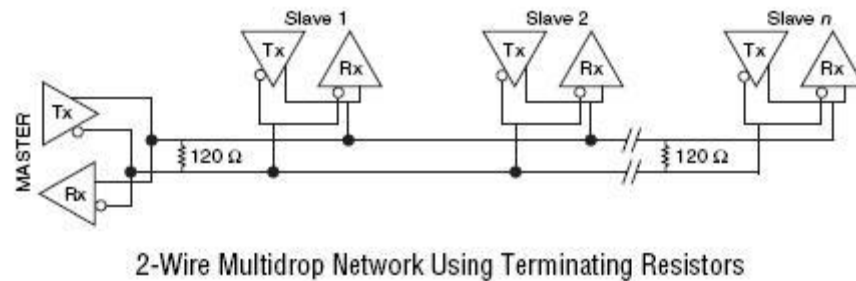 Slave 1
Slave 2
Slave n
Tx
Rx
Tx
Rx
Tx
Rx
MASTER
Tx
Rx
120 Ω
120 Ω
2-Wire Multidrop Network Using Terminating Resistors